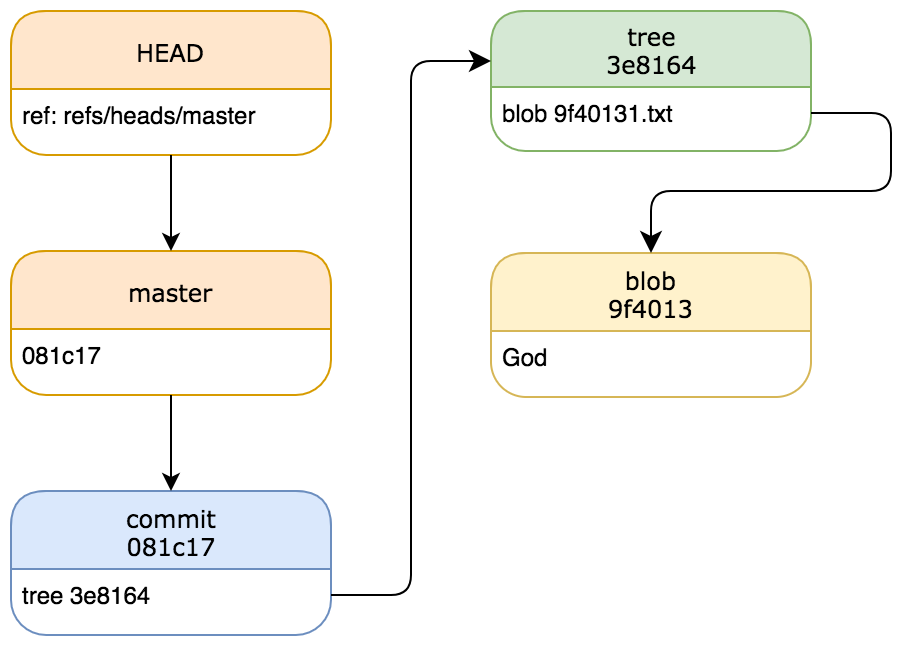 HEAD
ref: refs/heads/master
master
081c17
commit
081c17
tree 3e8164
tree
3e8164
blob 9f40131.txt
blob
9f4013
God